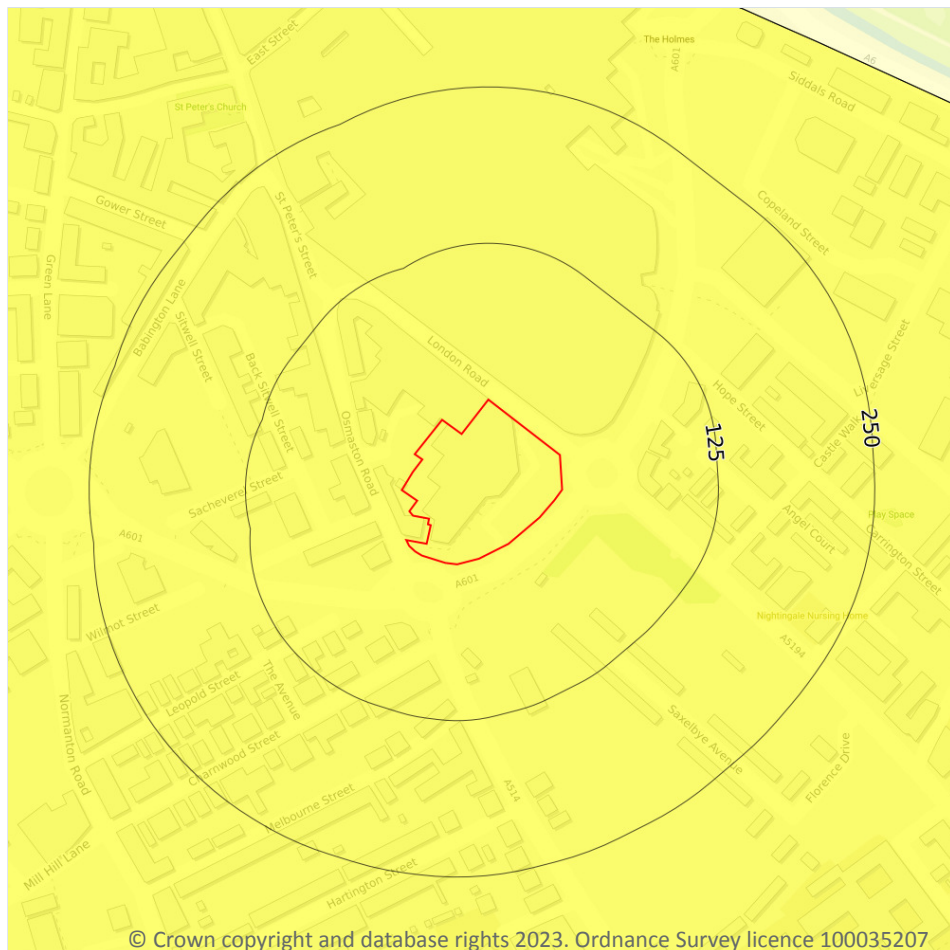 The Holmes
A601
A6
East Street
Siddals Road
St Peter's Church
Gower Street
St Peter's Street
Copeland Street
Green Lane
Babington Lane
Sitwell Street
London Road
Liversage Street
Back Sitwell Street
Hope Street
Osmaston Road
125
250
Castle Walk
Sacheverel Street
Play Space
Angel Court
Carrington Street
A601
A601
Wilmot Street
Nightingale Nursing Home
A5194
Leopold Street
The Avenue
Normanton Road
Charnwood Street
Saxelbye Avenue
Florence Drive
A514
Melbourne Street
Mill Hill Lane
Hartington Street
© Crown copyright and database rights 2023. Ordnance Survey licence 100035207